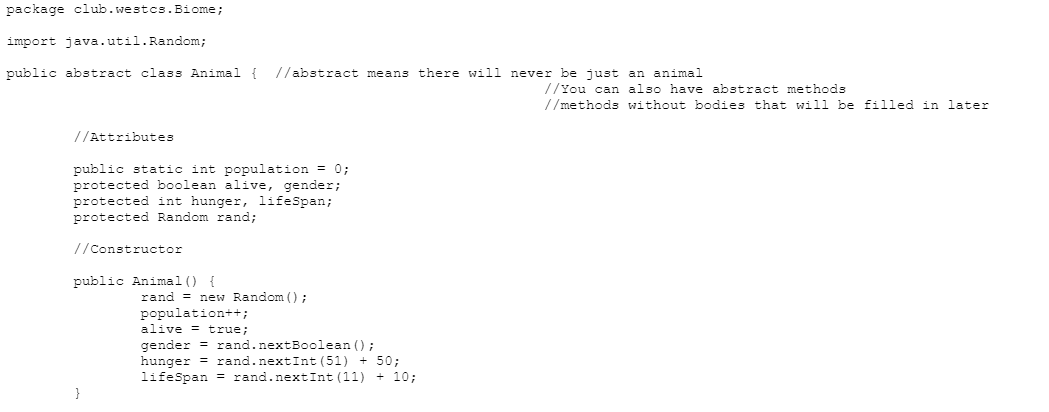 package club.westcs.Biome;
import java.util.Random;
public abstract class Animal {  //abstract means there will never be just an animal
//You can also have abstract methods
//methods without bodies that will be filled in later
//Attributes
public static int population = 0;
protected boolean alive, gender;
protected int hunger, lifeSpan;
protected Random rand;
//Constructor
public Animal() {
rand = new Random();
population++;
alive = true;
gender = rand.nextBoolean();
hunger = rand.nextInt(51) + 50;
lifeSpan = rand.nextInt(11) + 10;
}